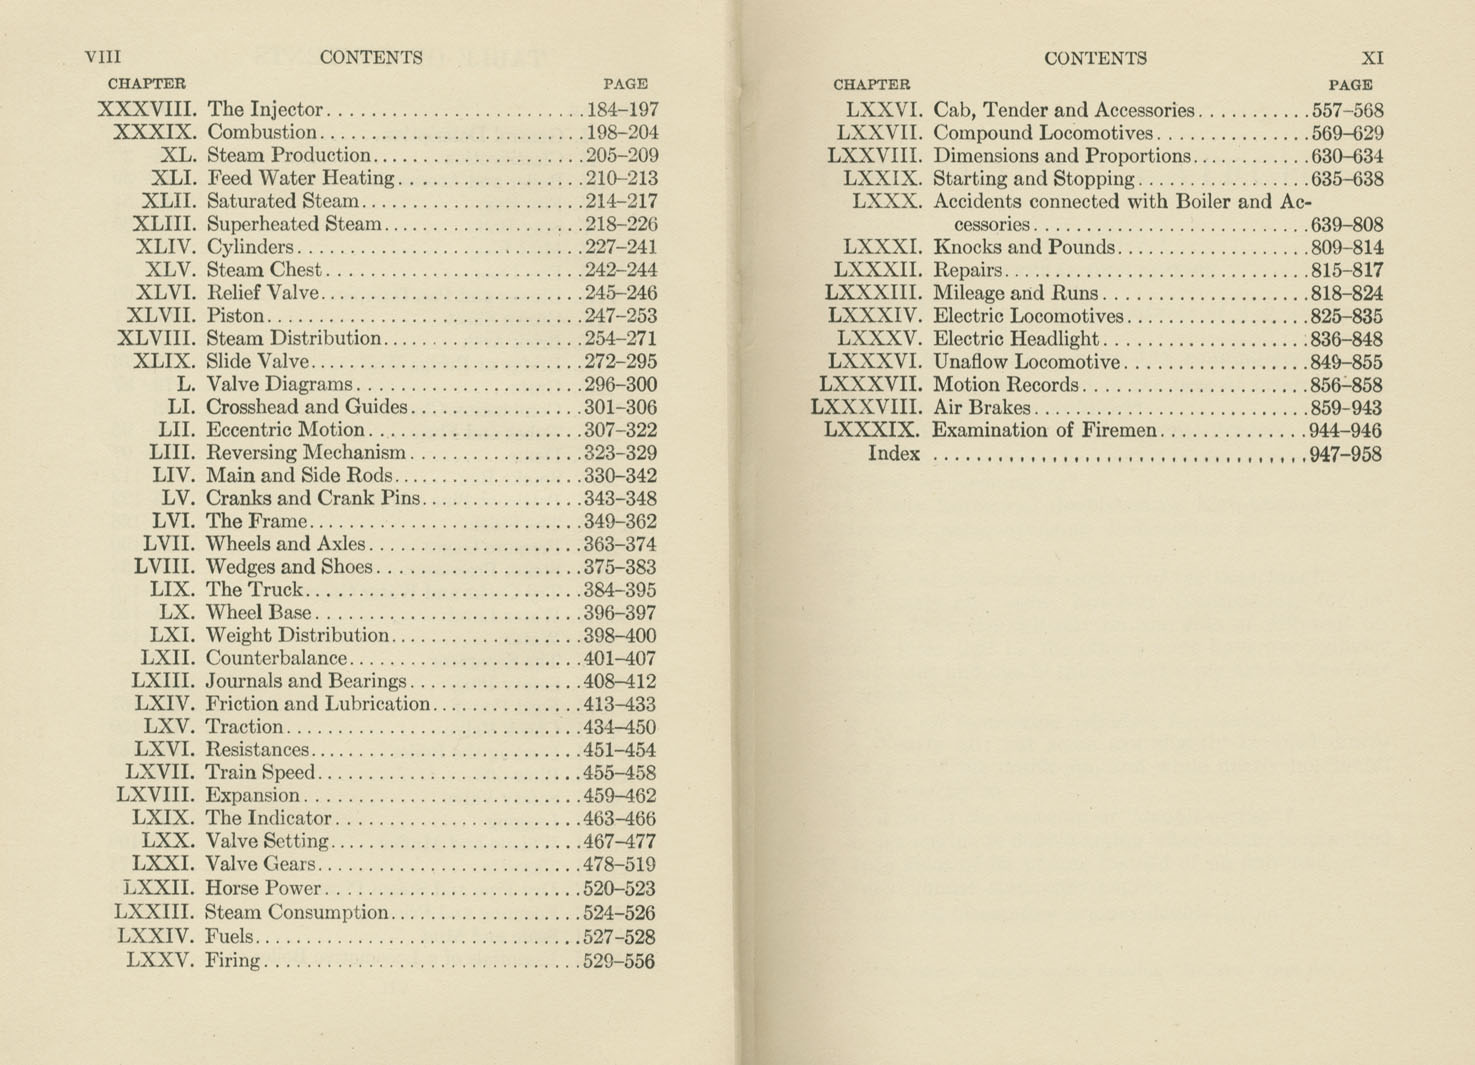 VIII CONTENTS
CHAPTER PAGE
XXXVIII. The Injector........................184–197
XXXIX. Combustion.........................198–204
XL. Steam Production....................205–209
XLI. Feed Water Heating..................210–213
XLII. Saturated Steam.....................214–217
XLIII. Superheated Steam...................218–226
XLIV. Cylinders...........................227–241
XLV. Steam Chest........................242–244
XLVI. Relief Valve.........................245–246
XLVII. Piston..............................247–253
XLVIII. Steam Distribution...................254–271
XLIX. Slide Valve..........................272–295
L. Valve Diagrams......................296–300
LI. Crosshead and Guides.................301–306
LII. Eccentric Motion....................307–322
LIII. Reversing Mechanism.................323–329
LIV. Main and Side Rods..................330–342
LV. Cranks and Crank Pins................343–348
LVI. The Frame..........................349–362
LVII. Wheels and Axles....................363–374
LVIII. Wedges and Shoes....................375–383
LIX. The Truck..........................384–395
LX. Wheel Base.........................396–397
LXI. Weight Distribution..................398–400
LXII. Counterbalance......................401–407
LXIII. Journals and Bearings.................408–412
LXIV. Friction and Lubrication...............413–433
LXV. Traction............................434–450
LXVI. Resistances..........................451–454
LXVII. Train Speed.........................455–458
LXVIII. Expansion..........................459–462
LXIX. The Indicator.......................463–466
LXX. Valve Setting........................467–477
LXXI. Valve Gears.........................478–519
LXXII. Horse Power........................520–523
LXXIII. Steam Consumption..................524–526
LXXIV. Fuels...............................527–528
LXXV. Firing..............................529–556
CONTENTS XI
CHAPTER PAGE
LXXVI. Cab, Tender and Accessories...........557–568
LXXVII. Compound Locomotives...............569–629
LXXVIII. Dimensions and Proportions............630–634
LXXIX. Starting and Stopping................635–638
LXXX. Accidents connected with Boiler and Ac-
cessories..........................639–808
LXXXI. Knocks and Pounds..................809–814
LXXXII. Repairs.............................815–817
LXXXIII. Mileage and Runs....................818–824
LXXXIV. Electric Locomotives.................825–835
LXXXV. Electric Headlight....................836–848
LXXXVI. Unaflow Locomotive..................849–855
LXXXVII. Motion Records......................856–858
LXXXVIII. Air Brakes..........................859-943
LXXXIX. Examination of Firemen..............944–946
Index ...................................947–958